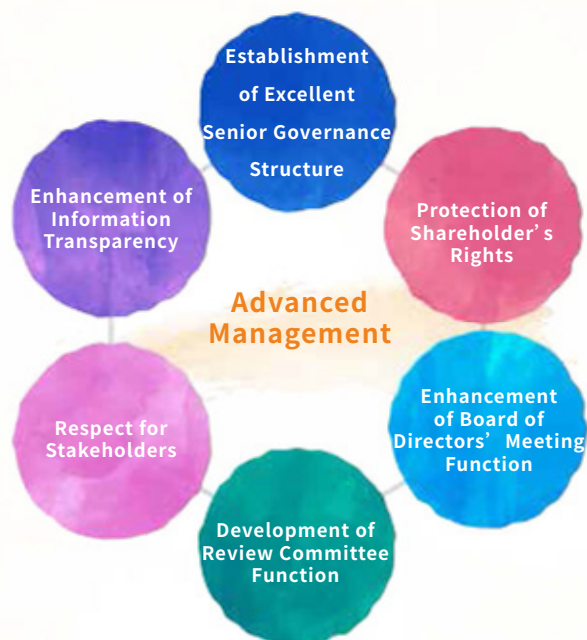 Establishment
of Excellent
Senior Governance
Structure
Enhancement of
Information
Transparency
Protection of
Shareholder’s
Rights
Advanced
Management
Respect for
Stakeholders
Enhancement
of Board of
Directors’ Meeting
Function
Development of
Review Committee
Function